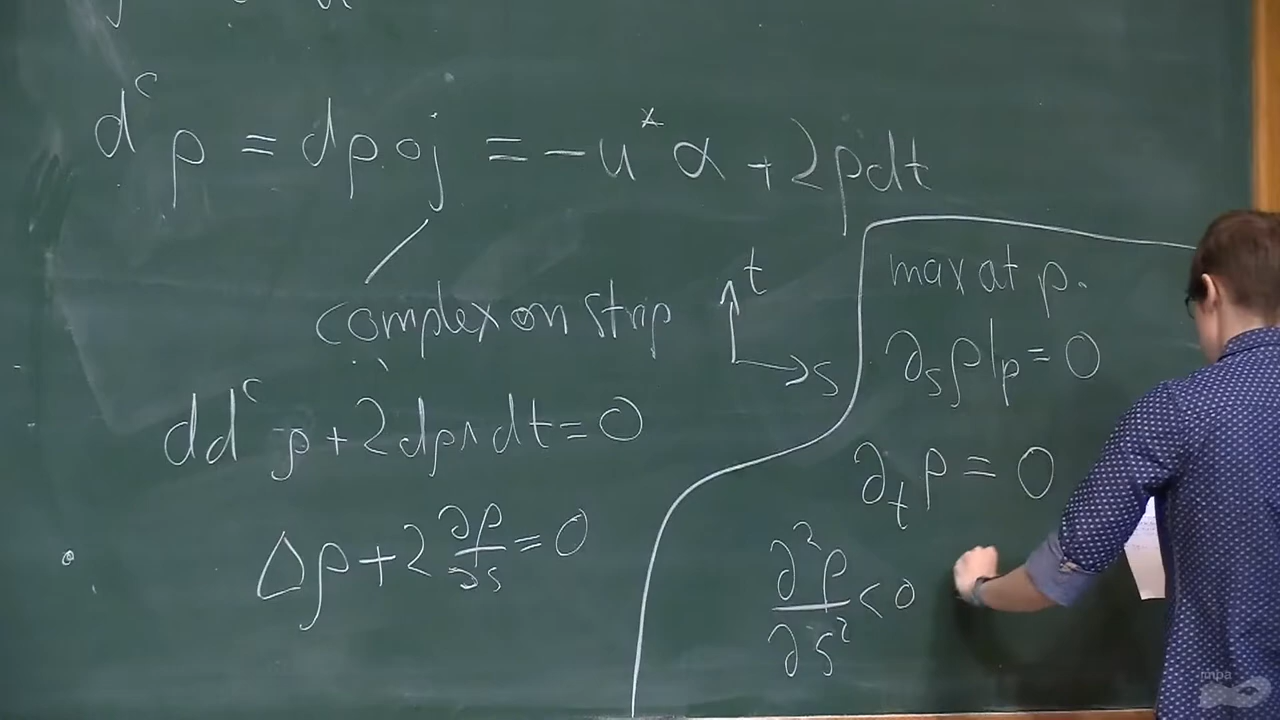 d^c ρ = dρ∘j = -u^* α + 2ρdt
complex on strip
t
s
dd^c ρ + 2dρ∧dt = 0
Δρ + 2 ∂ρ/∂s = 0
max at p.
∂_s ρ|_p = 0
∂_t ρ = 0
∂²ρ/∂s² < 0
impa